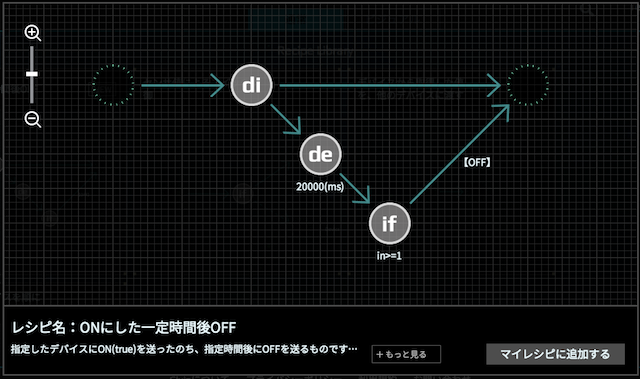 Recipe Library
di
de
20000(ms)
【OFF】
if
in>=1
レシピ名：ONにした一定時間後OFF
指定したデバイスにON(true)を送ったのち、指定時間後にOFFを送るものです…
＋もっと見る
マイレシピに追加する